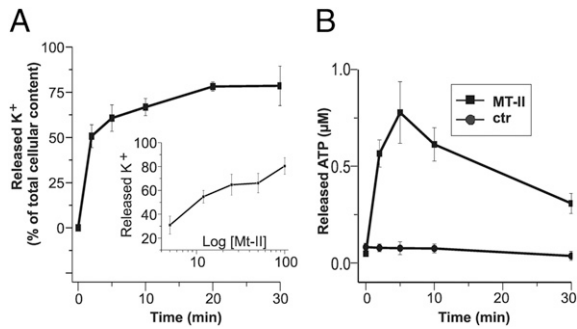 A
Released K+
(% of total cellular content)
100
75
50
25
0
0 10 20 30
Time (min)
Released K+
100
80
60
40
20
10 100
Log [Mt-II]
B
Released ATP (µM)
1.0
0.5
0.0
MT-II
ctr
0 10 20 30
Time (min)